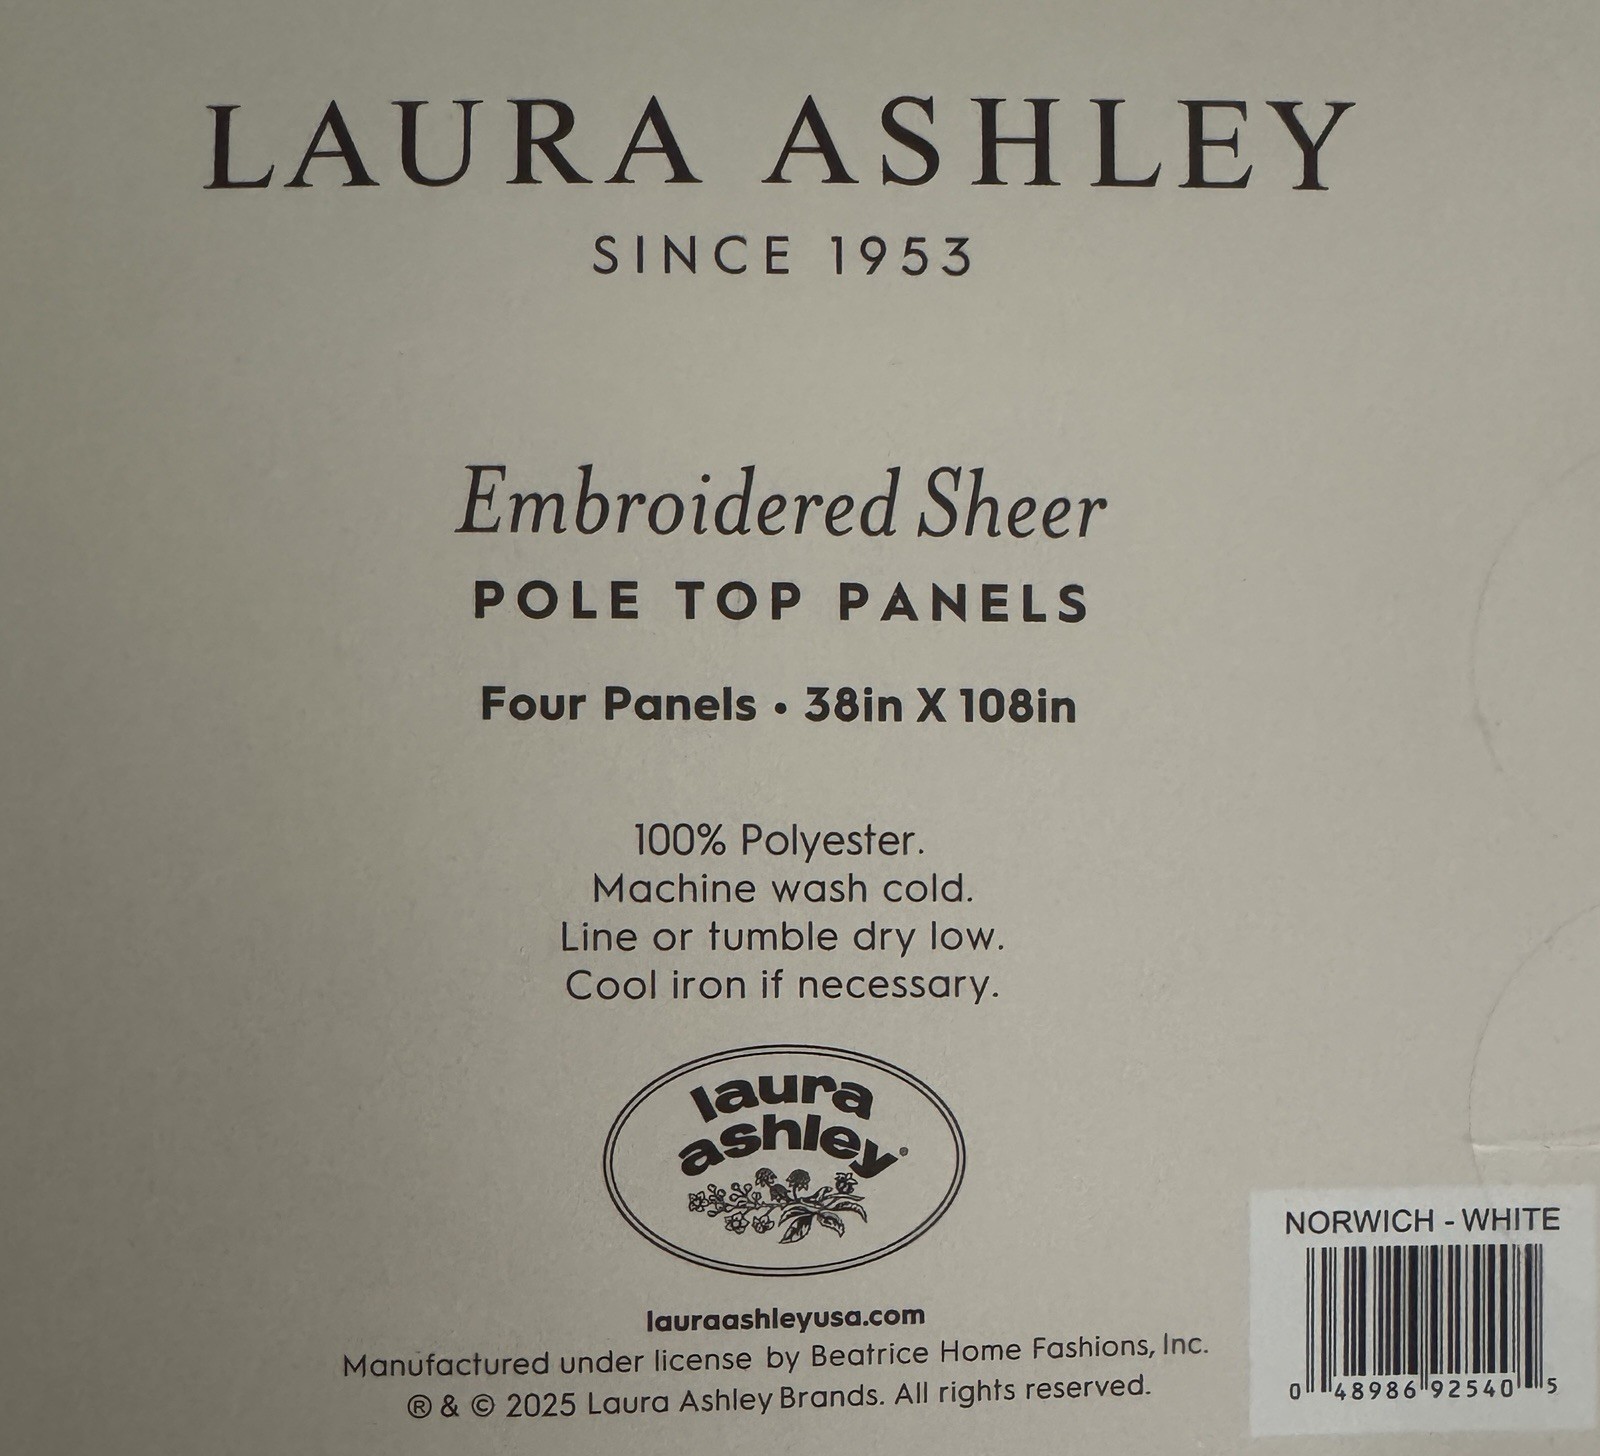 LAURA ASHLEY
SINCE 1953
Embroidered Sheer
POLE TOP PANELS
Four Panels • 38in X 108in
100% Polyester.
Machine wash cold.
Line or tumble dry low.
Cool iron if necessary.
laura
ashley®
lauraashleyusa.com
Manufactured under license by Beatrice Home Fashions, Inc.
® & © 2025 Laura Ashley Brands. All rights reserved.
NORWICH - WHITE
0 48986 92540 5